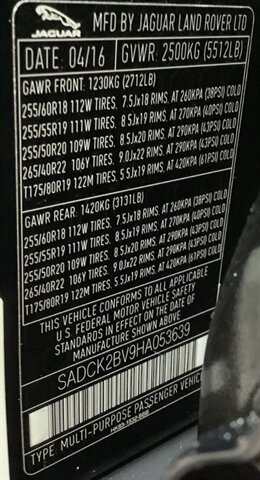 JAGUAR
MFD BY JAGUAR LAND ROVER LTD
DATE: 04/16 GVWR: 2500KG (5512LB)
GAWR FRONT: 1230KG (2712LB)
255/60R18 112W TIRES, 7.5Jx18 RIMS, AT 260KPA (38PSI) COLD
255/55R19 111W TIRES, 8.5Jx19 RIMS, AT 270KPA (40PSI) COLD
255/50R20 109W TIRES, 8.5Jx20 RIMS, AT 290KPA (43PSI) COLD
265/40R22 106Y TIRES, 9.0Jx22 RIMS, AT 290KPA (43PSI) COLD
T175/80R19 122M TIRES, 5.5Jx19 RIMS, AT 420KPA (61PSI) COLD
GAWR REAR: 1420KG (3131LB)
255/60R18 112W TIRES, 7.5Jx18 RIMS, AT 260KPA (38PSI) COLD
255/55R19 111W TIRES, 8.5Jx19 RIMS, AT 270KPA (40PSI) COLD
255/50R20 109W TIRES, 8.5Jx20 RIMS, AT 290KPA (43PSI) COLD
265/40R22 106Y TIRES, 9.0Jx22 RIMS, AT 290KPA (43PSI) COLD
T175/80R19 122M TIRES, 5.5Jx19 RIMS, AT 420KPA (61PSI) COLD
THIS VEHICLE CONFORMS TO ALL APPLICABLE
U.S FEDERAL MOTOR VEHICLE SAFETY
STANDARDS IN EFFECT ON THE DATE OF
MANUFACTURE SHOWN ABOVE
SADCK2BV9HA053639
TYPE: MULTI-PURPOSE PASSENGER VEHICLE